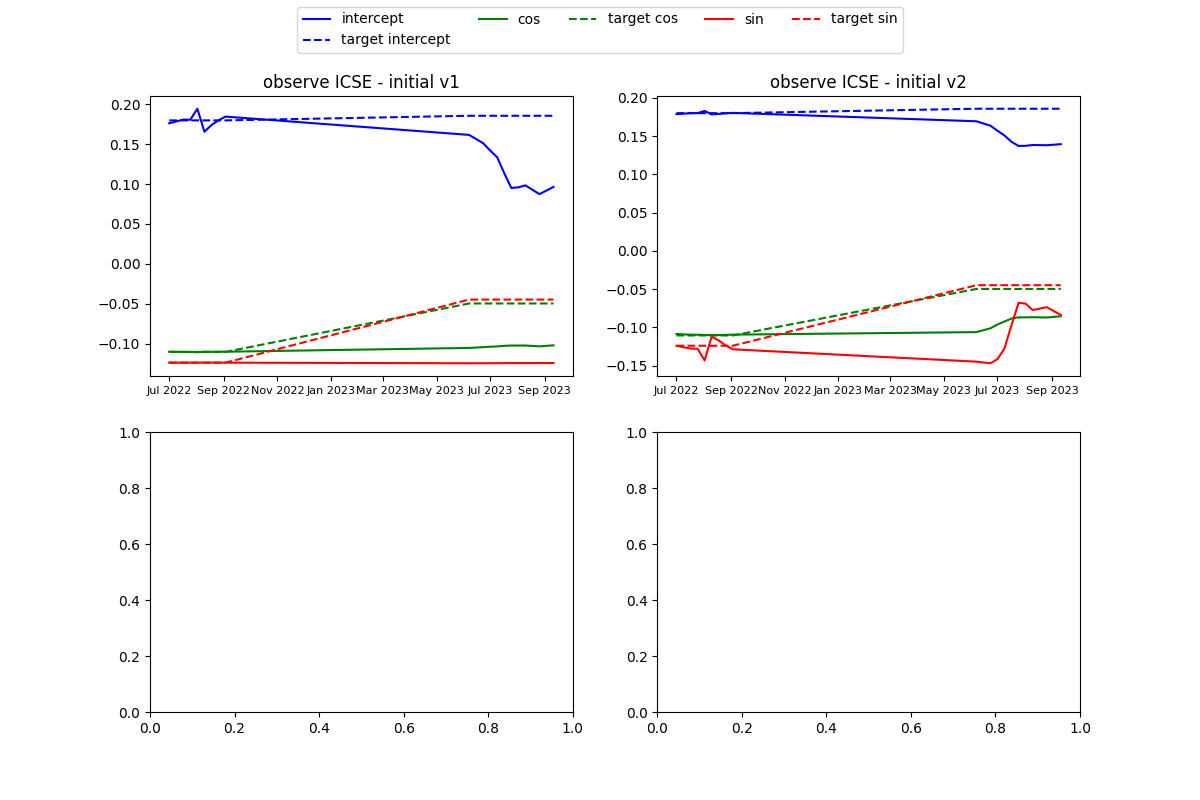 intercept cos target cos sin target sin
target intercept
observe ICSE - initial v1 observe ICSE - initial v2
0.20 0.20
0.15 0.15
0.10 0.10
0.05 0.05
0.00 0.00
−0.05 −0.05
−0.10 −0.10
−0.15
Jul 2022 Sep 2022 Nov 2022 Jan 2023 Mar 2023 May 2023 Jul 2023 Sep 2023 Jul 2022 Sep 2022 Nov 2022 Jan 2023 Mar 2023 May 2023 Jul 2023 Sep 2023
1.0 1.0
0.8 0.8
0.6 0.6
0.4 0.4
0.2 0.2
0.0 0.0
0.0 0.2 0.4 0.6 0.8 1.0 0.0 0.2 0.4 0.6 0.8 1.0